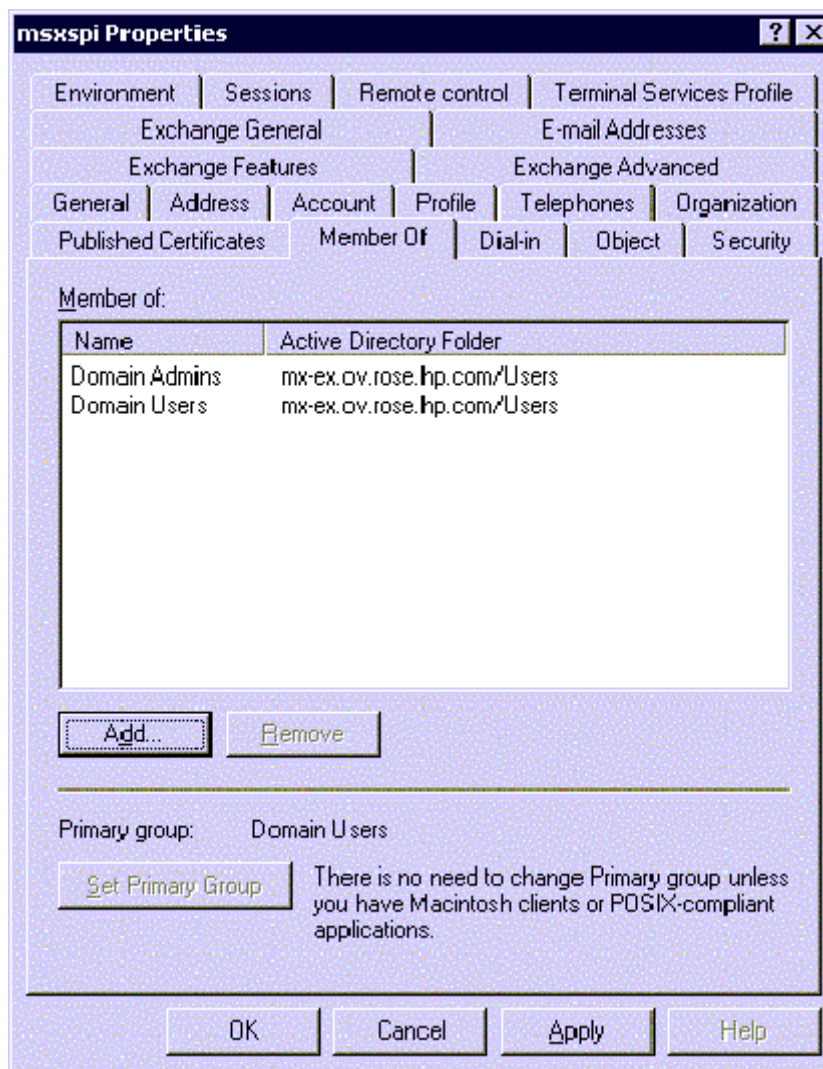 msxspi Properties
Environment Sessions Remote control Terminal Services Profile
Exchange General E-mail Addresses
Exchange Features Exchange Advanced
General Address Account Profile Telephones Organization
Published Certificates Member Of Dial-in Object Security
Member of:
Name Active Directory Folder
Domain Admins mx-ex.ov.rose.hp.com/Users
Domain Users mx-ex.ov.rose.hp.com/Users
Add... Remove
Primary group: Domain Users
Set Primary Group
There is no need to change Primary group unless
you have Macintosh clients or POSIX-compliant
applications.
OK Cancel Apply Help